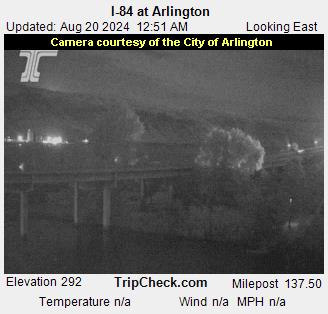 I-84 at Arlington
Updated: Aug 20 2024 12:51 AM Looking East
Camera courtesy of the City of Arlington
Elevation 292 TripCheck.com Milepost 137.50
Temperature n/a Wind n/a MPH n/a